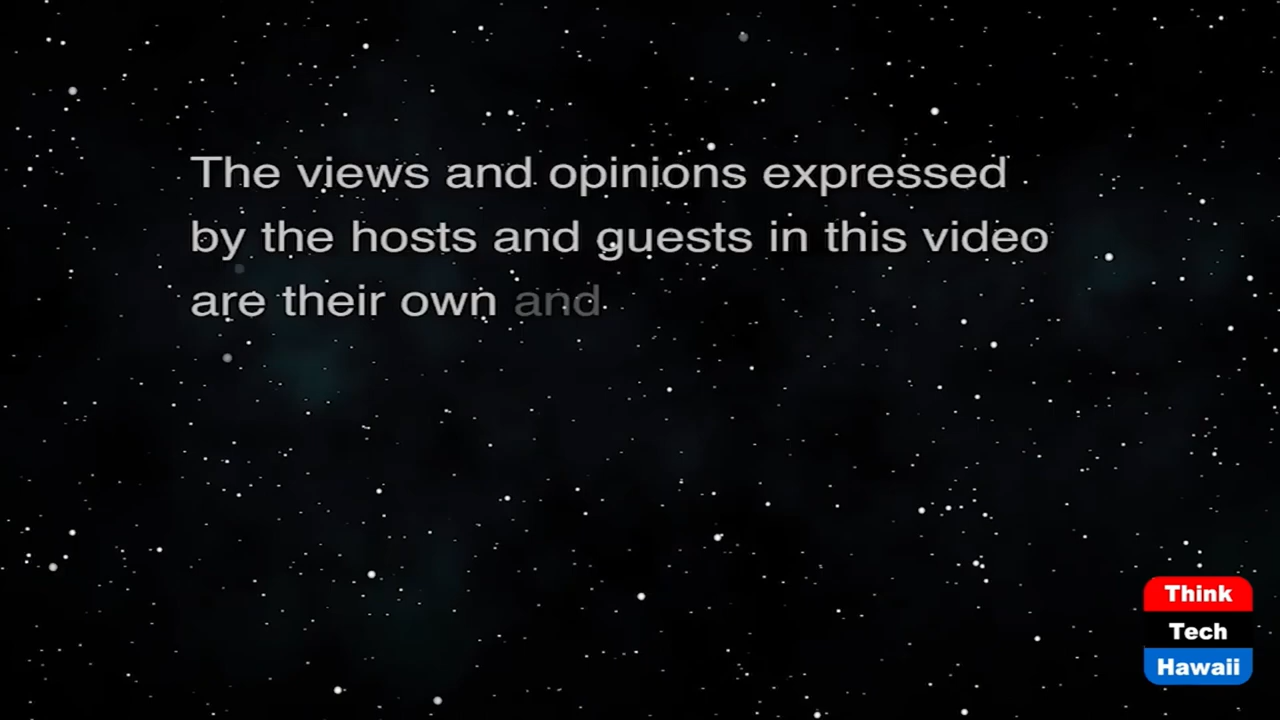 The views and opinions expressed
by the hosts and guests in this video
are their own and
Think
Tech
Hawaii